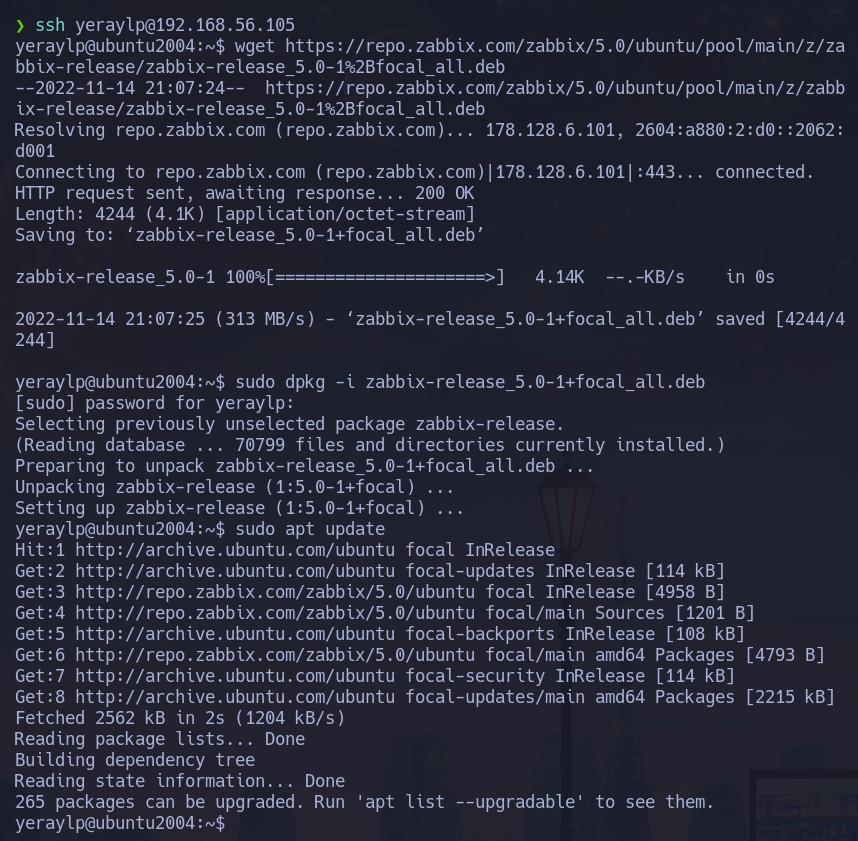 ❯ ssh yeraylp@192.168.56.105
yeraylp@ubuntu2004:~$ wget https://repo.zabbix.com/zabbix/5.0/ubuntu/pool/main/z/za
bbix-release/zabbix-release_5.0-1%2Bfocal_all.deb
--2022-11-14 21:07:24--  https://repo.zabbix.com/zabbix/5.0/ubuntu/pool/main/z/zabb
ix-release/zabbix-release_5.0-1%2Bfocal_all.deb
Resolving repo.zabbix.com (repo.zabbix.com)... 178.128.6.101, 2604:a880:2:d0::2062:
d001
Connecting to repo.zabbix.com (repo.zabbix.com)|178.128.6.101|:443... connected.
HTTP request sent, awaiting response... 200 OK
Length: 4244 (4.1K) [application/octet-stream]
Saving to: ‘zabbix-release_5.0-1+focal_all.deb’
zabbix-release_5.0-1 100%[=====================>]   4.14K  --.-KB/s    in 0s
2022-11-14 21:07:25 (313 MB/s) - ‘zabbix-release_5.0-1+focal_all.deb’ saved [4244/4
244]
yeraylp@ubuntu2004:~$ sudo dpkg -i zabbix-release_5.0-1+focal_all.deb
[sudo] password for yeraylp:
Selecting previously unselected package zabbix-release.
(Reading database ... 70799 files and directories currently installed.)
Preparing to unpack zabbix-release_5.0-1+focal_all.deb ...
Unpacking zabbix-release (1:5.0-1+focal) ...
Setting up zabbix-release (1:5.0-1+focal) ...
yeraylp@ubuntu2004:~$ sudo apt update
Hit:1 http://archive.ubuntu.com/ubuntu focal InRelease
Get:2 http://archive.ubuntu.com/ubuntu focal-updates InRelease [114 kB]
Get:3 http://repo.zabbix.com/zabbix/5.0/ubuntu focal InRelease [4958 B]
Get:4 http://repo.zabbix.com/zabbix/5.0/ubuntu focal/main Sources [1201 B]
Get:5 http://archive.ubuntu.com/ubuntu focal-backports InRelease [108 kB]
Get:6 http://repo.zabbix.com/zabbix/5.0/ubuntu focal/main amd64 Packages [4793 B]
Get:7 http://archive.ubuntu.com/ubuntu focal-security InRelease [114 kB]
Get:8 http://archive.ubuntu.com/ubuntu focal-updates/main amd64 Packages [2215 kB]
Fetched 2562 kB in 2s (1204 kB/s)
Reading package lists... Done
Building dependency tree
Reading state information... Done
265 packages can be upgraded. Run 'apt list --upgradable' to see them.
yeraylp@ubuntu2004:~$